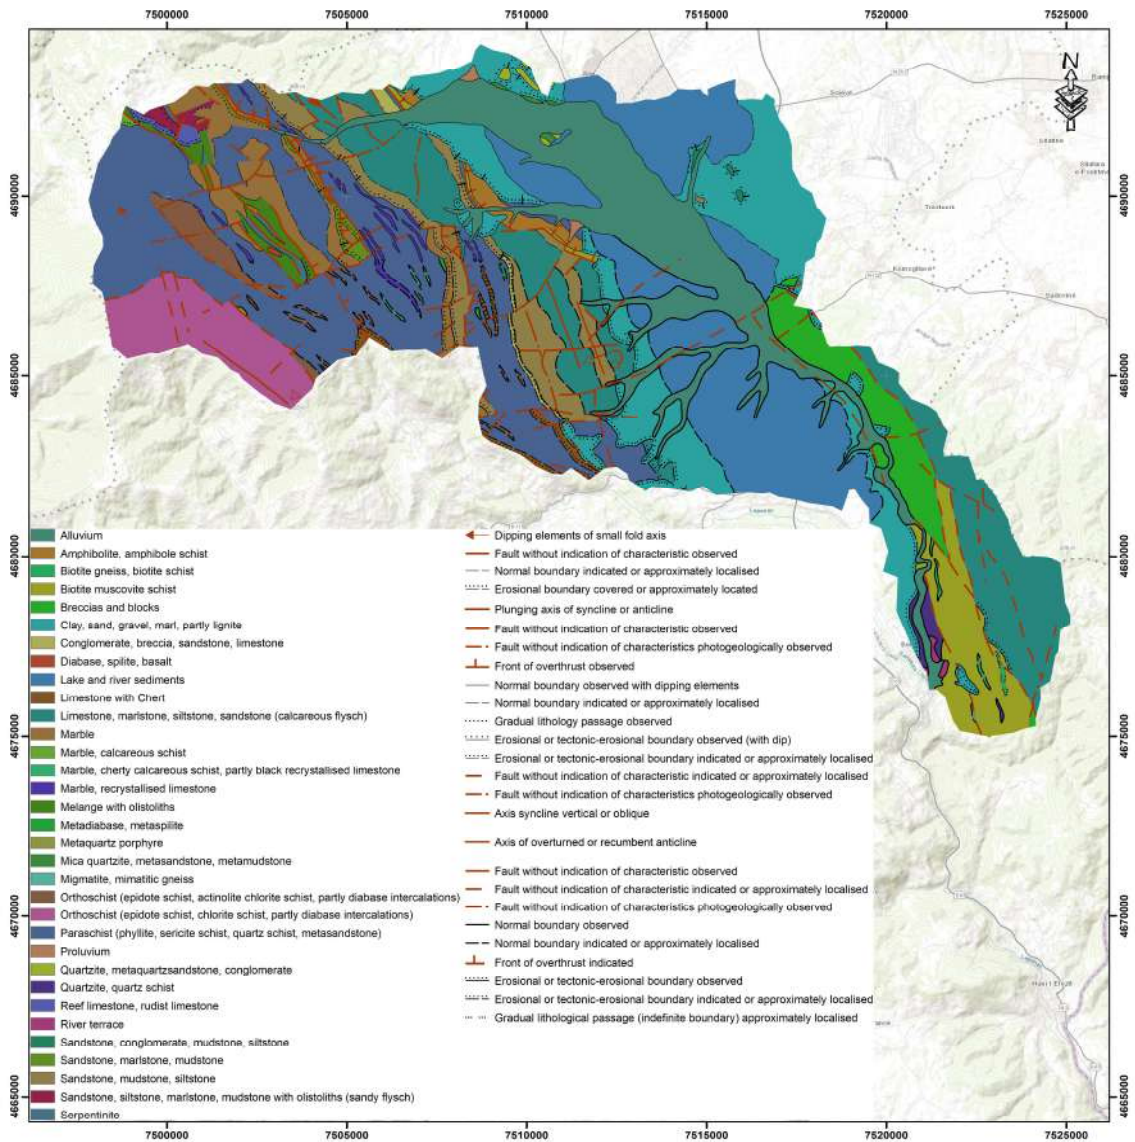 7500000 7505000 7510000 7515000 7520000 7525000
N
4690000 4690000
4685000 4685000
4680000 4680000
4675000 4675000
4670000 4670000
4665000 4665000
Alluvium
Amphibolite, amphibole schist
Biotite gneiss, biotite schist
Biotite muscovite schist
Breccias and blocks
Clay, sand, gravel, marl, partly lignite
Conglomerate, breccia, sandstone, limestone
Diabase, spilite, basalt
Lake and river sediments
Limestone with Chert
Limestone, marlstone, siltstone, sandstone (calcareous flysch)
Marble
Marble, calcareous schist
Marble, cherty calcareous schist, partly black recrystallised limestone
Marble, recrystallised limestone
Melange with olistoliths
Metadiabase, metaspilite
Metaquartz porphyre
Mica quartzite, metasandstone, metamudstone
Migmatite, mimatitic gneiss
Orthoschist (epidote schist, actinolite chlorite schist, partly diabase intercalations)
Orthoschist (epidote schist, chlorite schist, partly diabase intercalations)
Paraschist (phyllite, sericite schist, quartz schist, metasandstone)
Proluvium
Quartzite, metaquartzsandstone, conglomerate
Quartzite, quartz schist
Reef limestone, rudist limestone
River terrace
Sandstone, conglomerate, mudstone, siltstone
Sandstone, marlstone, mudstone
Sandstone, mudstone, siltstone
Sandstone, siltstone, marlstone, mudstone with olistoliths (sandy flysch)
Serpentinite
Dipping elements of small fold axis
Fault without indication of characteristic observed
Normal boundary indicated or approximately localised
Erosional boundary covered or approximately located
Plunging axis of syncline or anticline
Fault without indication of characteristic observed
Fault without indication of characteristic photogeologically observed
Front of overthrust observed
Normal boundary observed with dipping elements
Normal boundary indicated or approximately localised
Gradual lithology passage observed
Erosional or tectonic-erosional boundary observed (with dip)
Erosional or tectonic-erosional boundary indicated or approximately localised
Fault without indication of characteristic indicated or approximately localised
Fault without indication of characteristics photogeologically observed
Axis syncline vertical or oblique
Axis of overturned or recumbent anticline
Fault without indication of characteristic observed
Fault without indication of characteristic indicated or approximately localised
Fault without indication of characteristics photogeologically observed
Normal boundary observed
Normal boundary indicated or approximately localised
Front of overthrust indicated
Erosional or tectonic-erosional boundary observed
Erosional or tectonic-erosional boundary indicated or approximately localised
Gradual lithological passage (indefinite boundary) approximately localised
7500000 7505000 7510000 7515000 7520000 7525000